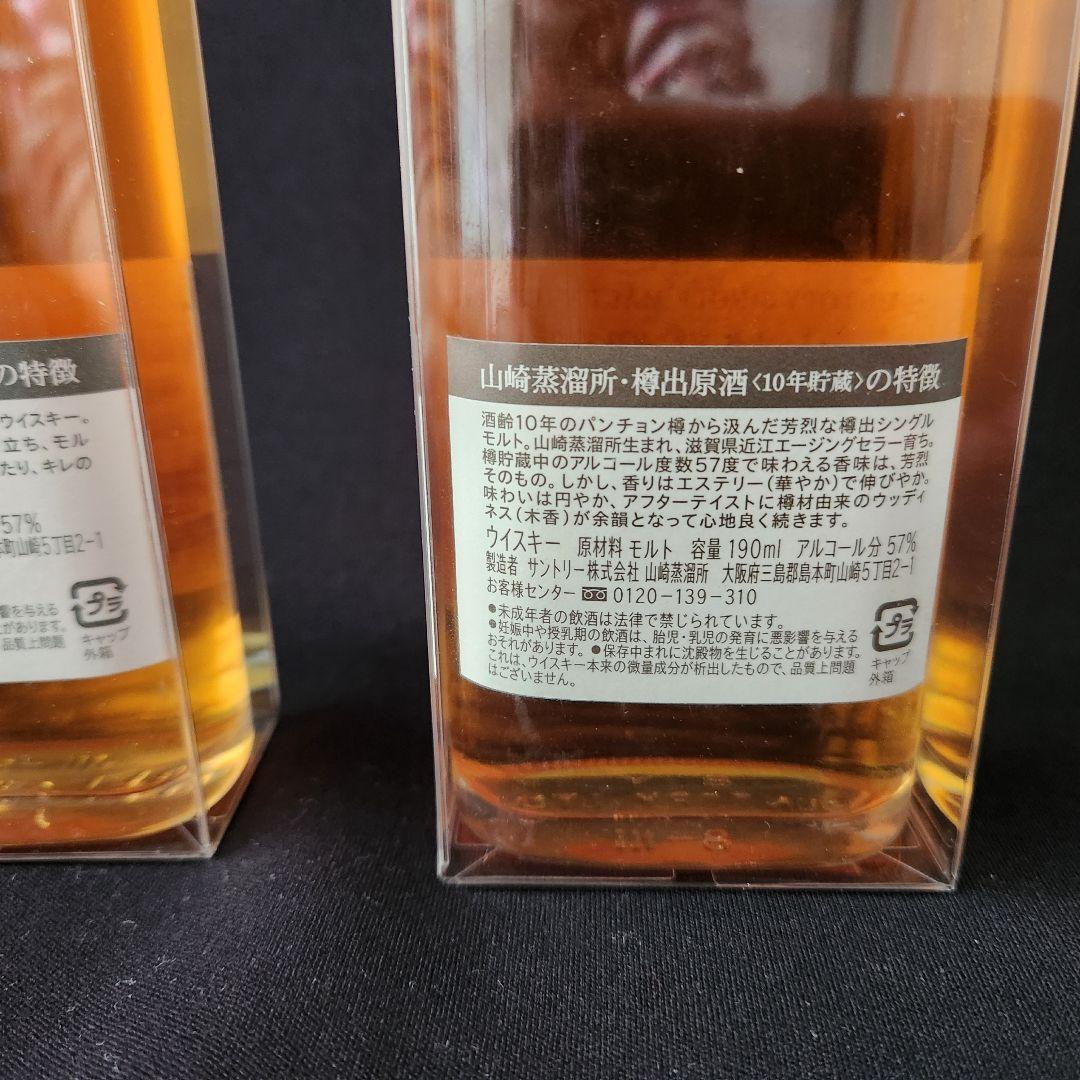 の特徴
ウイスキー。
立ち、モル
たり、キレの
57%
本町山崎5丁目2-1
響を与える
とがあります。
品質上問題
プラ
キャップ
外箱
山崎蒸溜所・樽出原酒〈10年貯蔵〉の特徴
酒齢10年のパンチョン樽から汲んだ芳烈な樽出シングル
モルト。山崎蒸溜所生まれ、滋賀県近江エージングセラー育ち。
樽貯蔵中のアルコール度数57度で味わえる香味は、芳烈
そのもの。しかし、香りはエステリー(華やか)で伸びやか。
味わいは円やか、アフターテイストに樽材由来のウッディ
ネス(木香)が余韻となって心地良く続きます。
ウイスキー 原材料 モルト 容量 190ml アルコール分 57%
製造者 サントリー株式会社 山崎蒸溜所 大阪府三島郡島本町山崎5丁目2-1
お客様センター 0120-139-310
●未成年者の飲酒は法律で禁じられています。
●妊娠中や授乳期の飲酒は、胎児・乳児の発育に悪影響を与える
おそれがあります。●保存中まれに沈殿物を生じることがあります。
これは、ウイスキー本来の微量成分が析出したもので、品質上問題
はございません。
プラ
キャップ
外箱